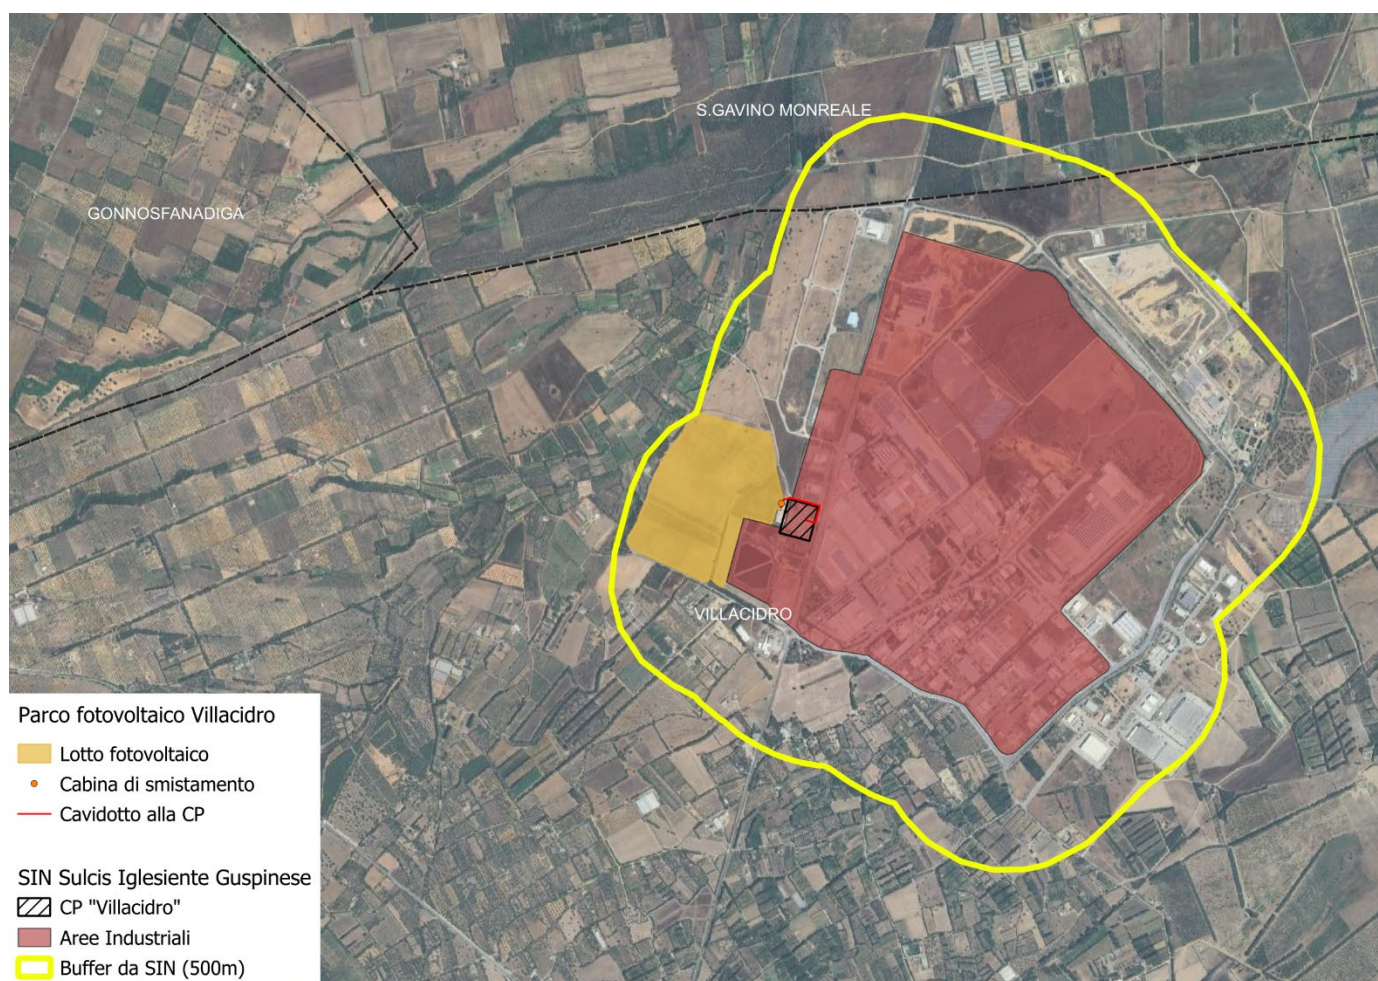 S.GAVINO MONREALE
GONNOSFANADIGA
VILLACIDRO
Parco fotovoltaico Villacidro
Lotto fotovoltaico
Cabina di smistamento
Cavidotto alla CP
SIN Sulcis Iglesiente Guspinese
CP "Villacidro"
Aree Industriali
Buffer da SIN (500m)